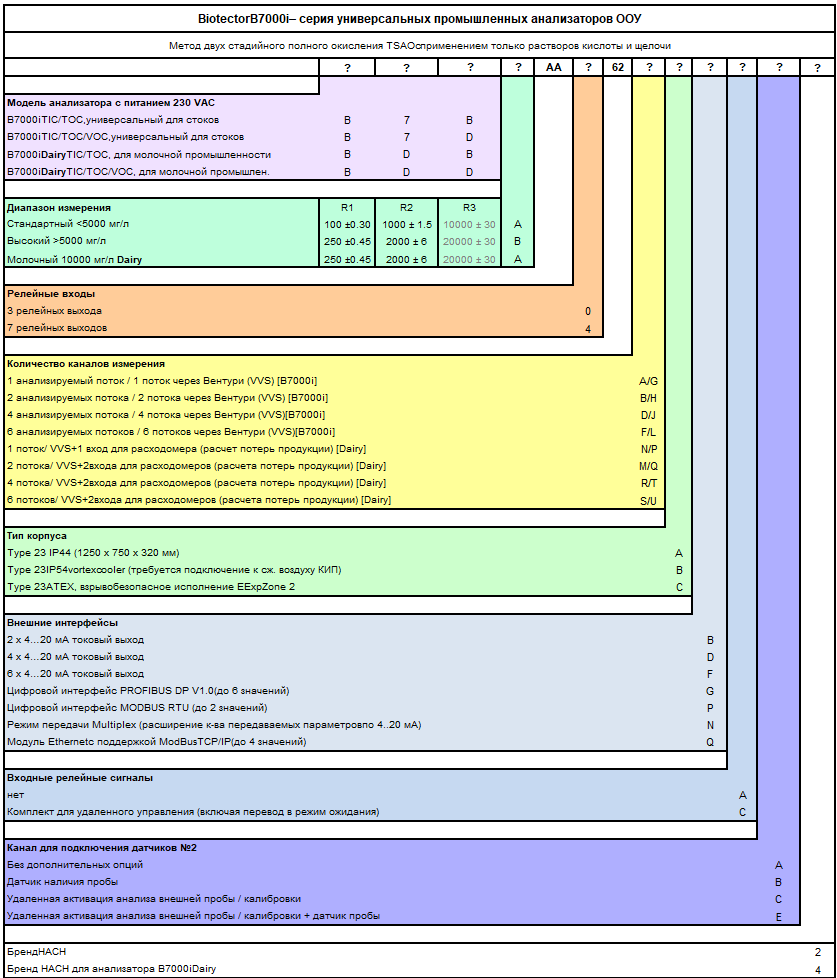 BiotectorB7000i– серия универсальных промышленных анализаторов ООУ
Метод двух стадийного полного окисления TSAOсприменением только растворов кислоты и щелочи
? ? ? ? AA ? 62 ? ? ? ? ? ?
Модель анализатора с питанием 230 VAC
B7000iTIC/TOC,универсальный для стоков B 7 B
B7000iTIC/TOC/VOC,универсальный для стоков B 7 D
B7000iDairyTIC/TOC, для молочной промышленности B D B
B7000iDairyTIC/TOC/VOC, для молочной промышлен. B D D
Диапазон измерения R1 R2 R3
Стандартный <5000 мг/л 100 ±0.30 1000 ± 1.5 10000 ± 30 A
Высокий >5000 мг/л 250 ±0.45 2000 ± 6 20000 ± 30 B
Молочный 10000 мг/л Dairy 250 ±0.45 2000 ± 6 20000 ± 30 A
Релейные входы
3 релейных выхода 0
7 релейных выходов 4
Количество каналов измерения
1 анализируемый поток / 1 поток через Вентури (VVS) [B7000i] A/G
2 анализируемых потока / 2 потока через Вентури (VVS) [B7000i] B/H
4 анализируемых потока / 4 потока через Вентури (VVS)[B7000i] D/J
6 анализируемых потоков / 6 потоков через Вентури (VVS)[B7000i] F/L
1 поток/ VVS+1 вход для расходомера (расчет потерь продукции) [Dairy] N/P
2 потока/ VVS+2входа для расходомеров (расчета потерь продукции) [Dairy] M/Q
4 потока/ VVS+2входа для расходомеров (расчета потерь продукции) [Dairy] R/T
6 потоков/ VVS+2входа для расходомеров (расчета потерь продукции) [Dairy] S/U
Тип корпуса
Type 23 IP44 (1250 x 750 x 320 мм) A
Type 23IP54vortexcooler (требуется подключение к сж. воздуху КИП) B
Type 23ATEX, взрывобезопасное исполнение EExpZone 2 C
Внешние интерфейсы
2 x 4…20 мА токовый выход B
4 x 4…20 мА токовый выход D
6 x 4…20 мА токовый выход F
Цифровой интерфейс PROFIBUS DP V1.0(до 6 значений) G
Цифровой интерфейс MODBUS RTU (до 2 значений) P
Режим передачи Multiplex (расширение к-ва передаваемых параметровпо 4..20 мА) N
Модуль Ethernetс поддержкой ModBusTCP/IP(до 4 значений) Q
Входные релейные сигналы
нет A
Комплект для удаленного управления (включая перевод в режим ожидания) C
Канал для подключения датчиков №2
Без дополнительных опций A
Датчик наличия пробы B
Удаленная активация анализа внешней пробы / калибровки C
Удаленная активация анализа внешней пробы / калибровки + датчик пробы E
БрендHACH 2
Бренд HACH для анализатора B7000iDairy 4